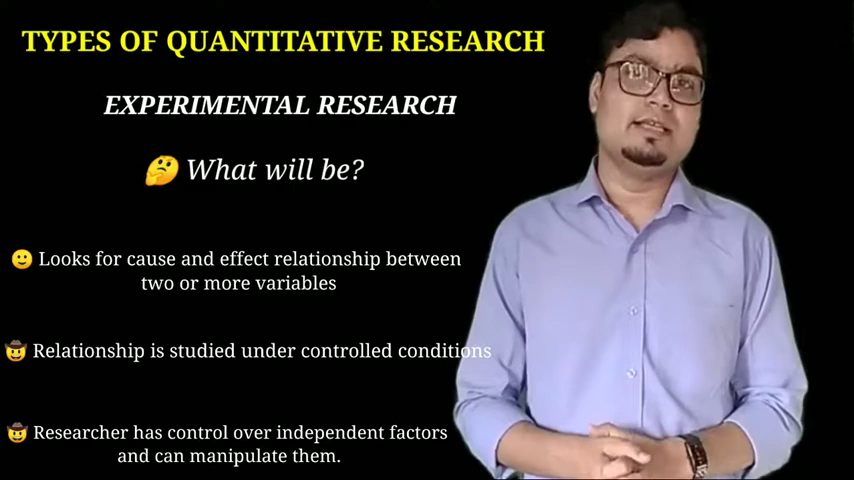 TYPES OF QUANTITATIVE RESEARCH
EXPERIMENTAL RESEARCH
🤔 What will be?
🙂 Looks for cause and effect relationship between
two or more variables
🤠 Relationship is studied under controlled conditions
🤠 Researcher has control over independent factors
and can manipulate them.